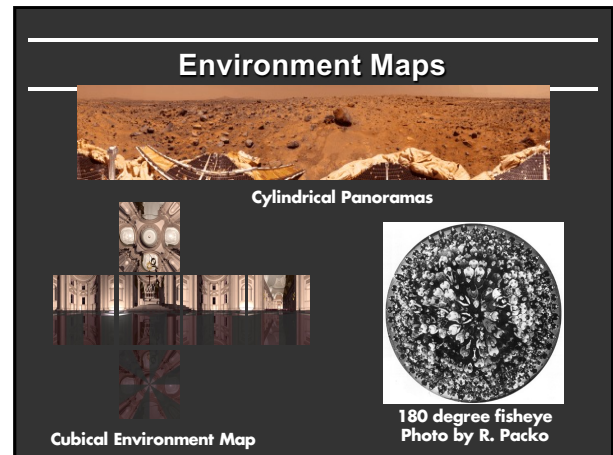 Environment Maps
Cylindrical Panoramas
Cubical Environment Map
180 degree fisheye
Photo by R. Packo